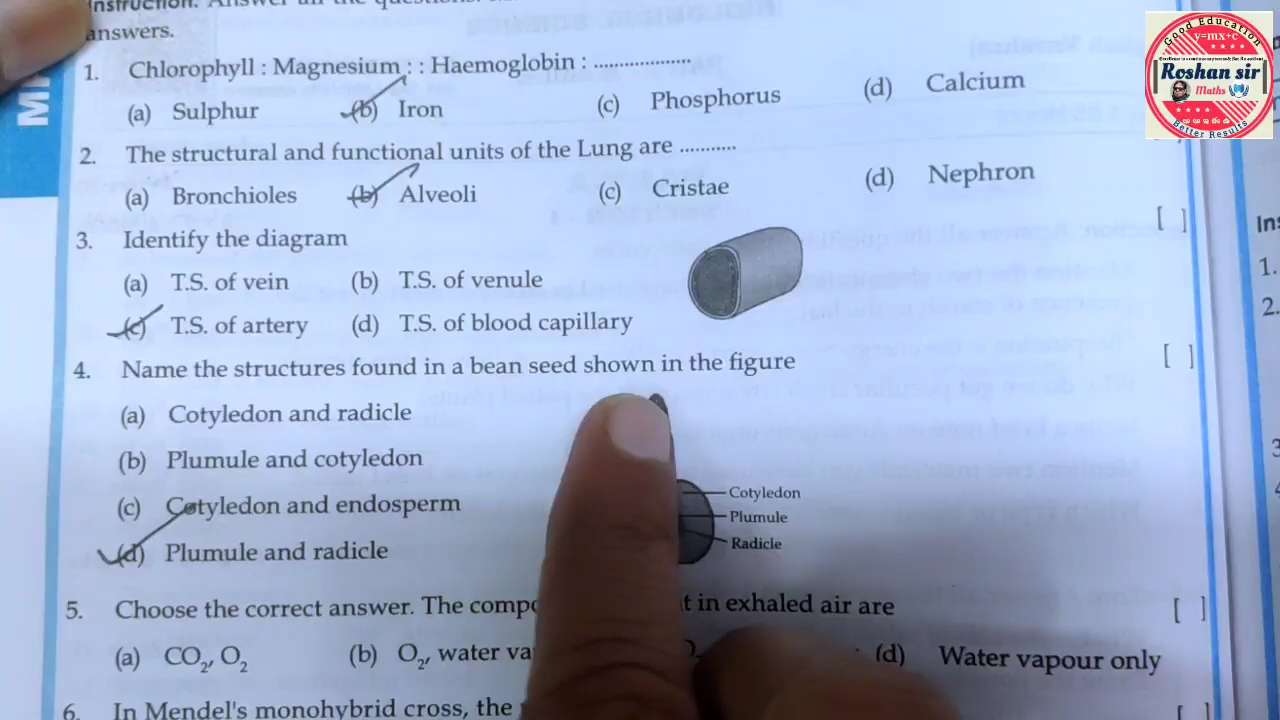 answers.
1. Chlorophyll : Magnesium : : Haemoglobin : ....................
(a) Sulphur (b) Iron (c) Phosphorus (d) Calcium
2. The structural and functional units of the Lung are ...........
(a) Bronchioles (b) Alveoli (c) Cristae (d) Nephron
3. Identify the diagram [ ]
(a) T.S. of vein (b) T.S. of venule
(c) T.S. of artery (d) T.S. of blood capillary
4. Name the structures found in a bean seed shown in the figure [ ]
(a) Cotyledon and radicle
(b) Plumule and cotyledon
(c) Cotyledon and endosperm
(d) Plumule and radicle
Cotyledon
Plumule
Radicle
5. Choose the correct answer. The in exhaled air are [ ]
(a) CO₂, O₂ (b) O₂, water (d) Water vapour only
6. In Mendel's monohybrid cross, the
Good Education
y=mx+c
Roshan sir
Maths
Better Results
1.
2.